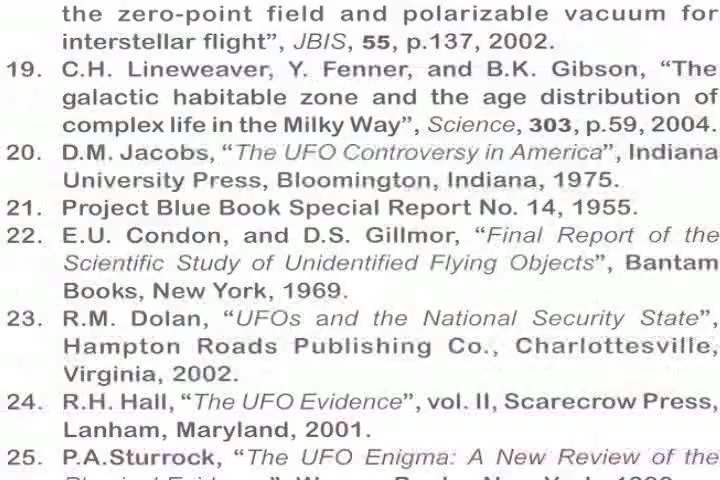 the zero-point field and polarizable vacuum for
interstellar flight”, JBIS, 55, p.137, 2002.
19. C.H. Lineweaver, Y. Fenner, and B.K. Gibson, “The
galactic habitable zone and the age distribution of
complex life in the Milky Way”, Science, 303, p.59, 2004.
20. D.M. Jacobs, “The UFO Controversy in America”, Indiana
University Press, Bloomington, Indiana, 1975.
21. Project Blue Book Special Report No. 14, 1955.
22. E.U. Condon, and D.S. Gillmor, “Final Report of the
Scientific Study of Unidentified Flying Objects”, Bantam
Books, New York, 1969.
23. R.M. Dolan, “UFOs and the National Security State”,
Hampton Roads Publishing Co., Charlottesville,
Virginia, 2002.
24. R.H. Hall, “The UFO Evidence”, vol. II, Scarecrow Press,
Lanham, Maryland, 2001.
25. P.A.Sturrock, “The UFO Enigma: A New Review of the